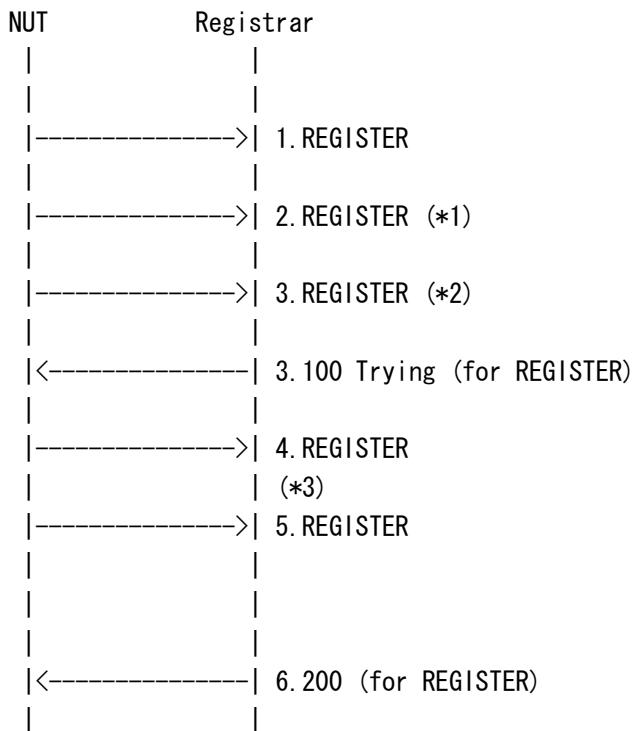 NUT Registrar
1.REGISTER
2.REGISTER (*1)
3.REGISTER (*2)
3.100 Trying (for REGISTER)
4.REGISTER
(*3)
5.REGISTER
6.200 (for REGISTER)